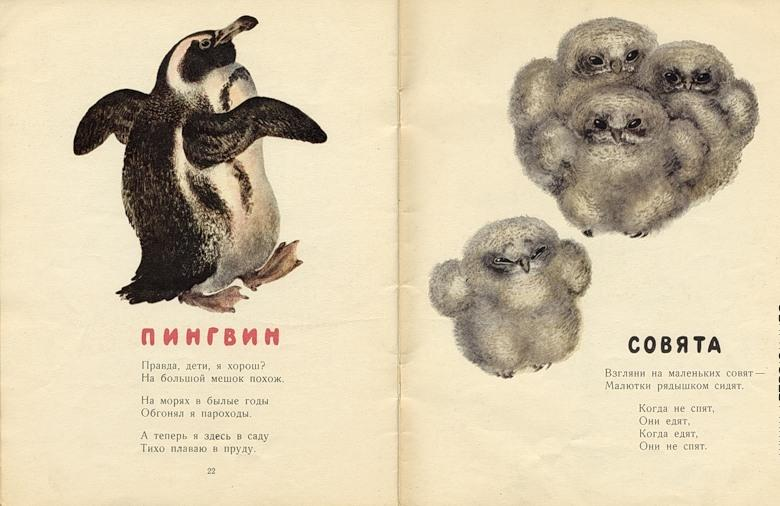 ПИНГВИН
Правда, дети, я хорош?
На большой мешок похож.
На морях в былые годы
Обгонял я пароходы.
А теперь я здесь в саду
Тихо плаваю в пруду.
22
СОВЯТА
Взгляни на маленьких совят —
Малютки рядышком сидят.
Когда не спят,
Они едят,
Когда едят,
Они не спят.